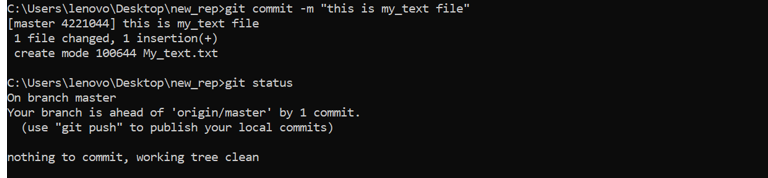 C:\Users\lenovo\Desktop\new_rep>git commit -m "this is my_text file"
[master 4221044] this is my_text file
 1 file changed, 1 insertion(+)
 create mode 100644 My_text.txt

C:\Users\lenovo\Desktop\new_rep>git status
On branch master
Your branch is ahead of 'origin/master' by 1 commit.
  (use "git push" to publish your local commits)

nothing to commit, working tree clean